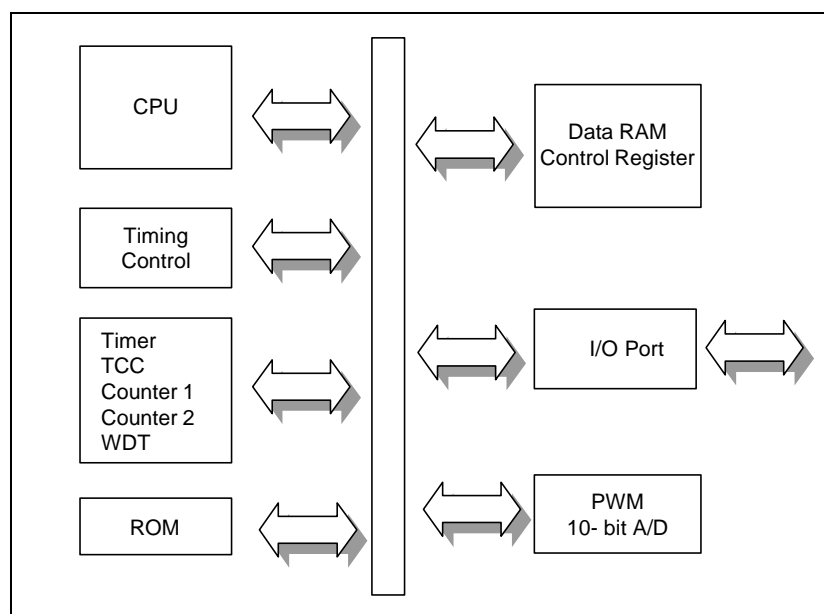 CPU
Timing
Control
Timer
TCC
Counter 1
Counter 2
WDT
ROM
Data RAM
Control Register
I/O Port
PWM
10- bit A/D